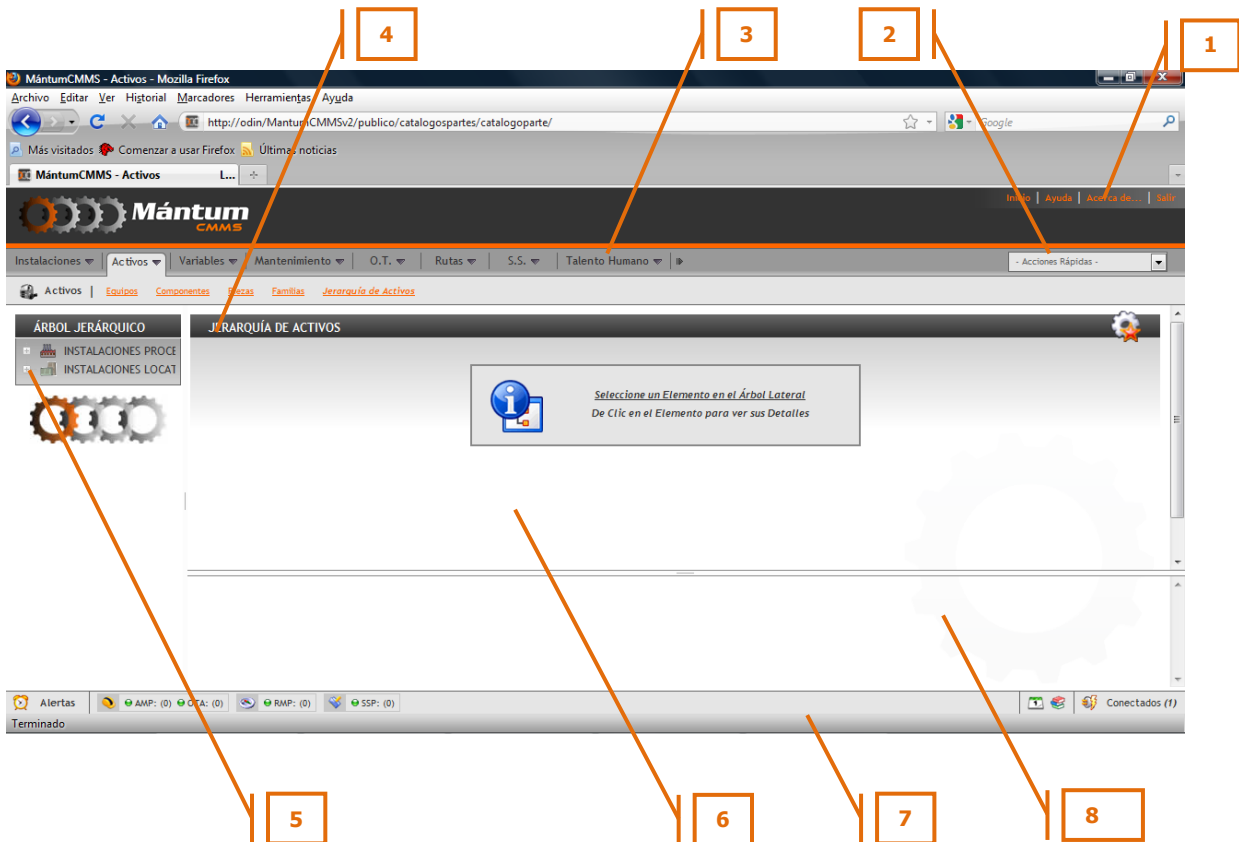 4
3
2
1
MántumCMMS - Activos - Mozilla Firefox
Archivo Editar Ver Historial Marcadores Herramientas Ayuda
http://odin/MantumCMMSv2/publico/catalogospartes/catalogoparte/
Google
Más visitados Comenzar a usar Firefox Últimas noticias
MántumCMMS - Activos L...
Inicio | Ayuda | Acerca de... | Salir
Mántum
CMMS
Instalaciones Activos Variables Mantenimiento O.T. Rutas S.S. Talento Humano
- Acciones Rápidas -
Activos | Equipos Componentes Piezas Familias Jerarquía de Activos
ÁRBOL JERÁRQUICO
JERARQUÍA DE ACTIVOS
INSTALACIONES PROCE
INSTALACIONES LOCAT
Seleccione un Elemento en el Árbol Lateral
De Clic en el Elemento para ver sus Detalles
Alertas AMP: (0) OTA: (0) RMP: (0) SSP: (0)
Conectados (1)
Terminado
5
6
7
8